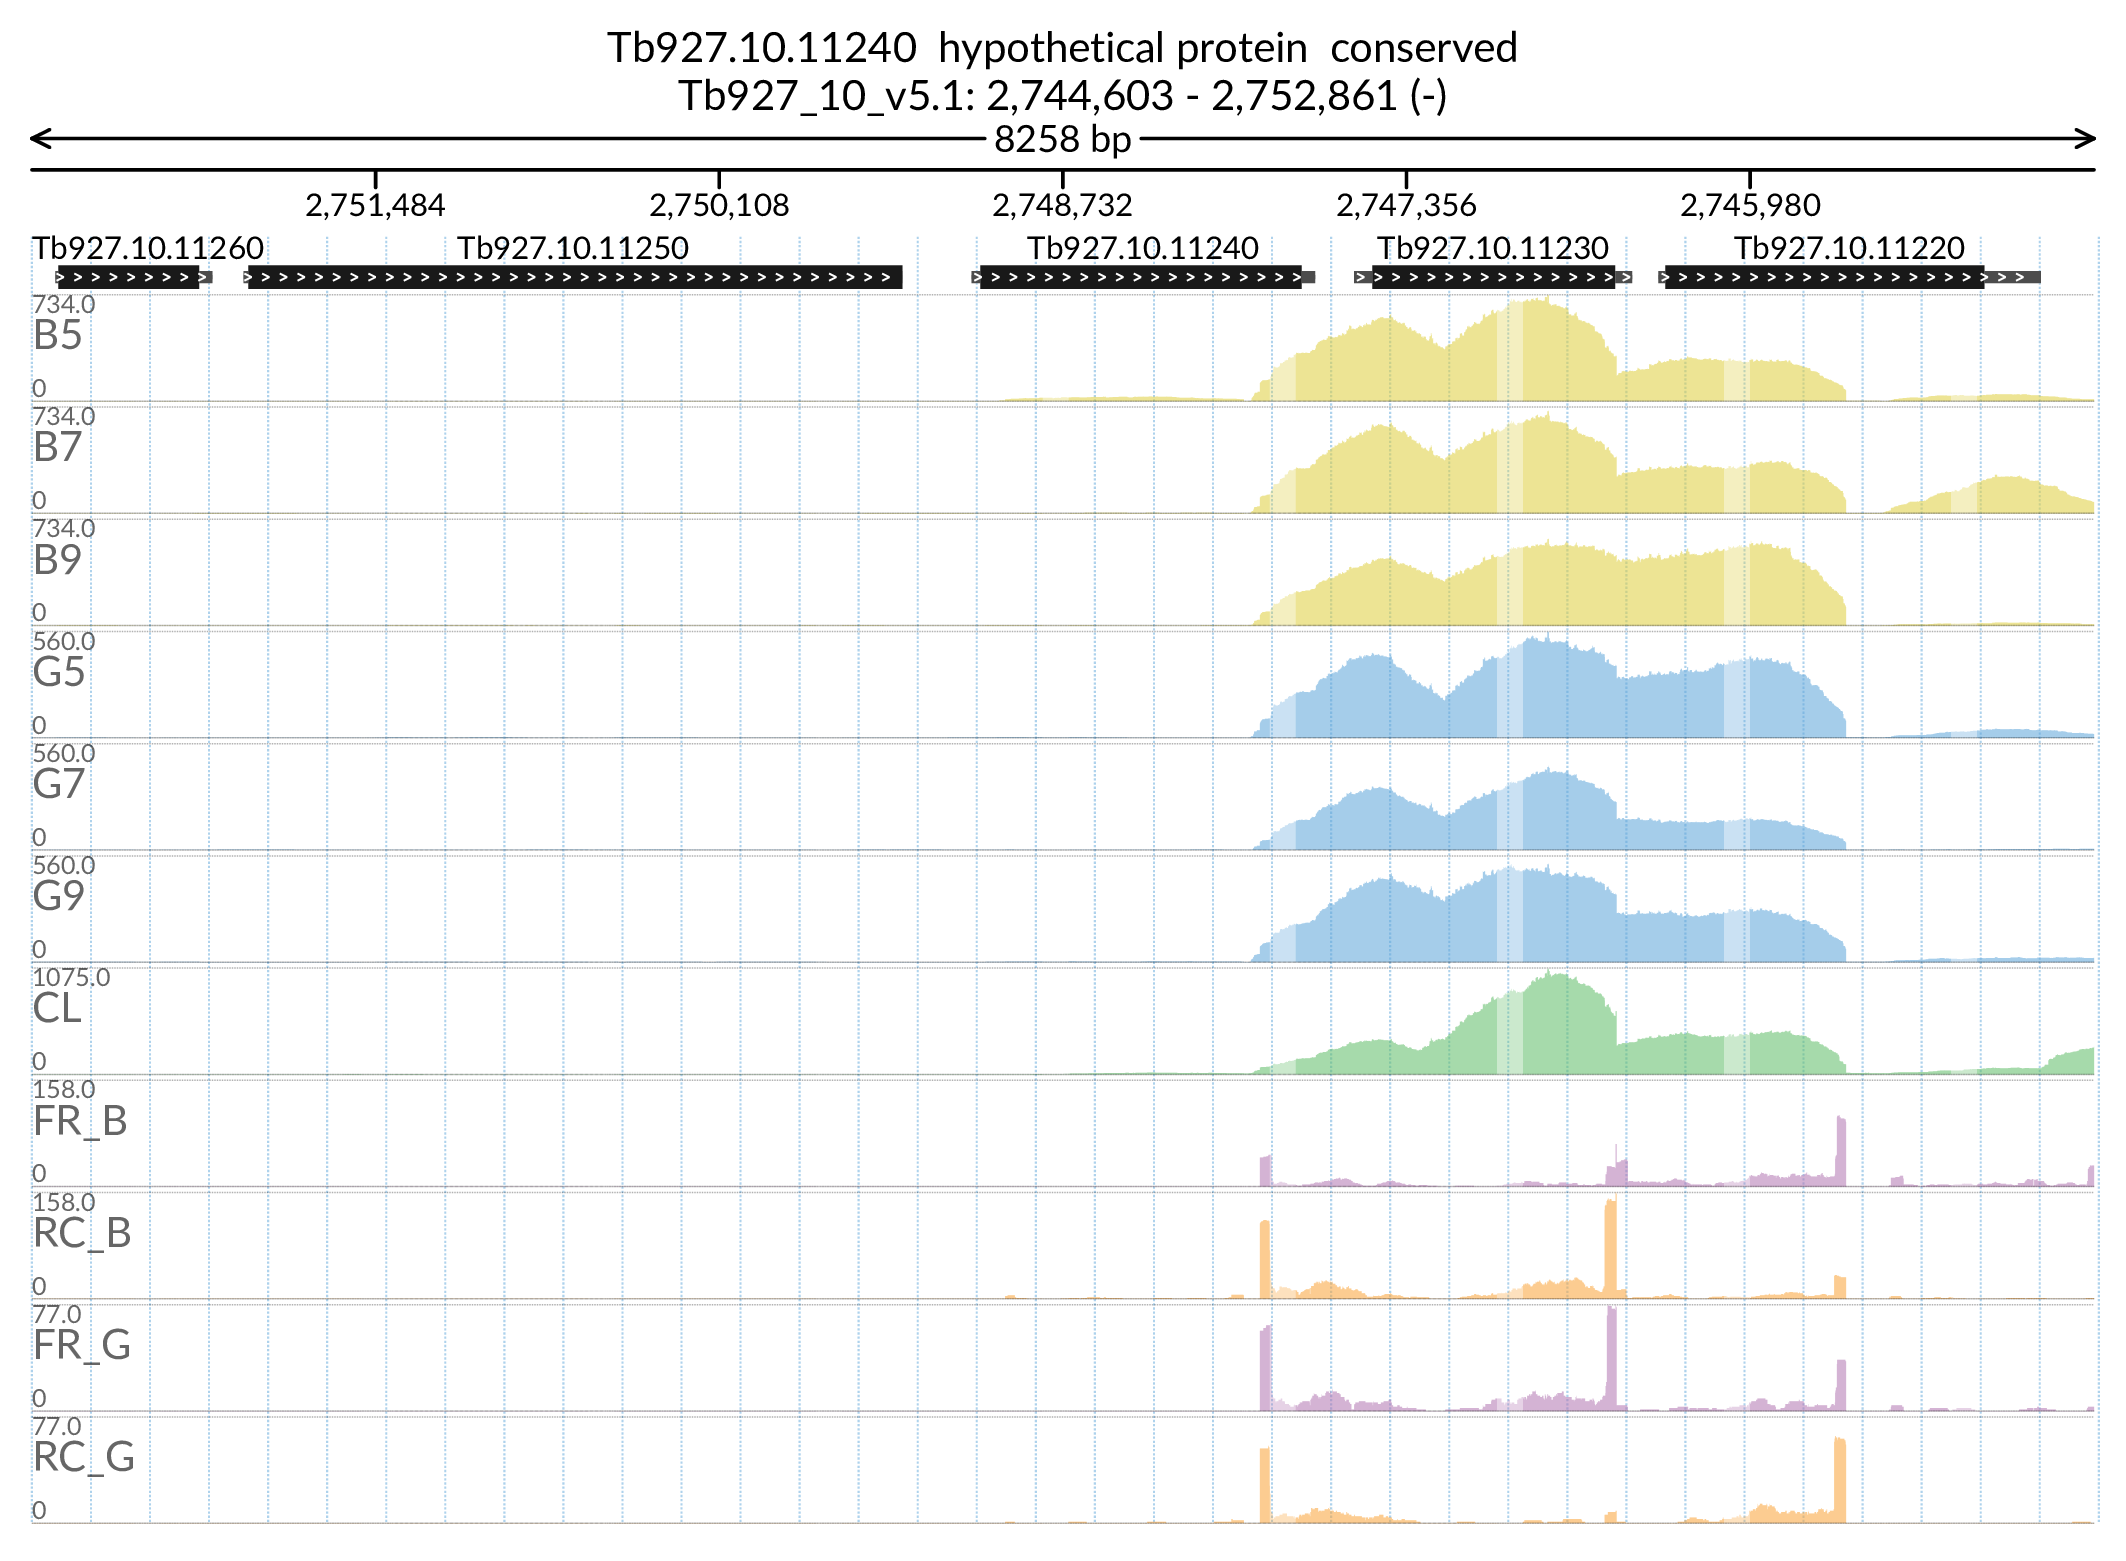 Tb927.10.11240 hypothetical protein conserved
Tb927_10_v5.1: 2,744,603 - 2,752,861 (-)
8258 bp
2,751,484 2,750,108 2,748,732 2,747,356 2,745,980
Tb927.10.11260 Tb927.10.11250 Tb927.10.11240 Tb927.10.11230 Tb927.10.11220
734.0
B5
0
734.0
B7
0
734.0
B9
0
560.0
G5
0
560.0
G7
0
560.0
G9
0
1075.0
CL
0
158.0
FR_B
0
158.0
RC_B
0
77.0
FR_G
0
77.0
RC_G
0